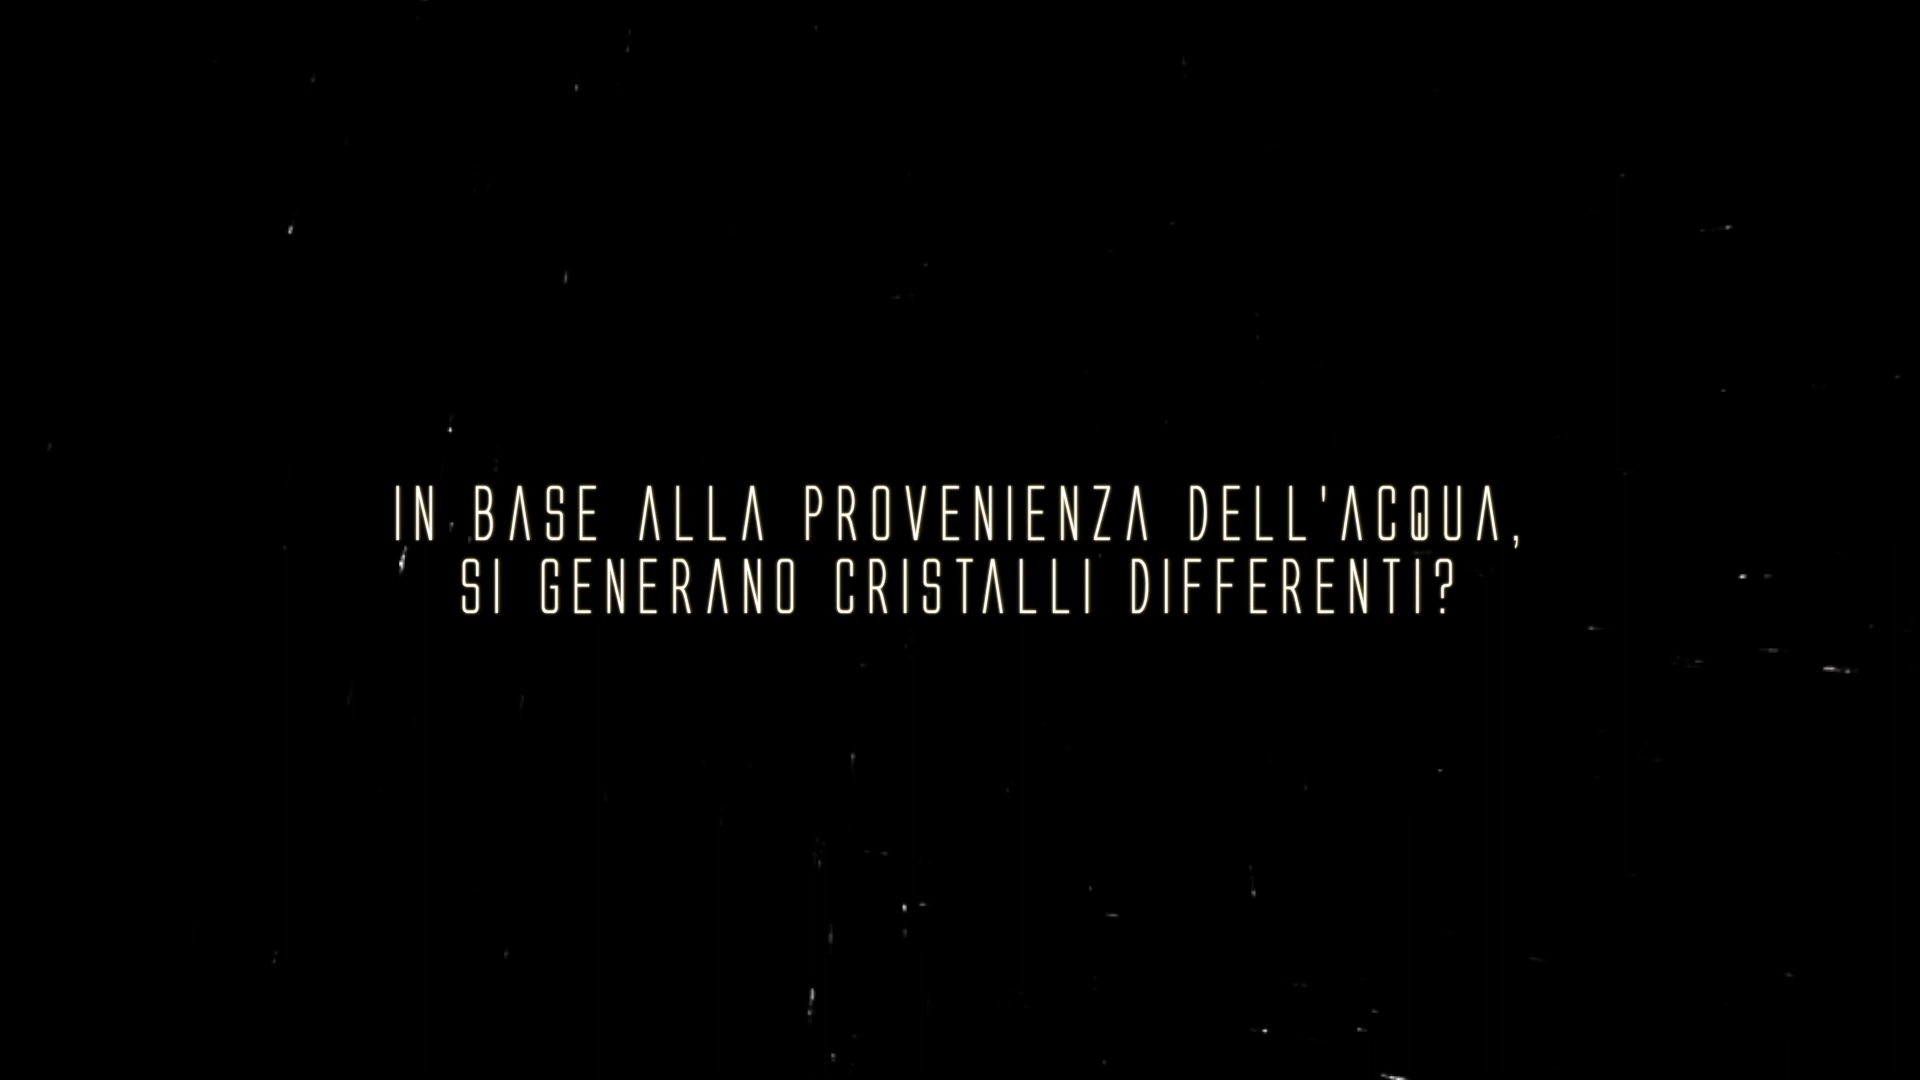 IN BASE ALLA PROVENIENZA DELL'ACQUA,
SI GENERANO CRISTALLI DIFFERENTI?